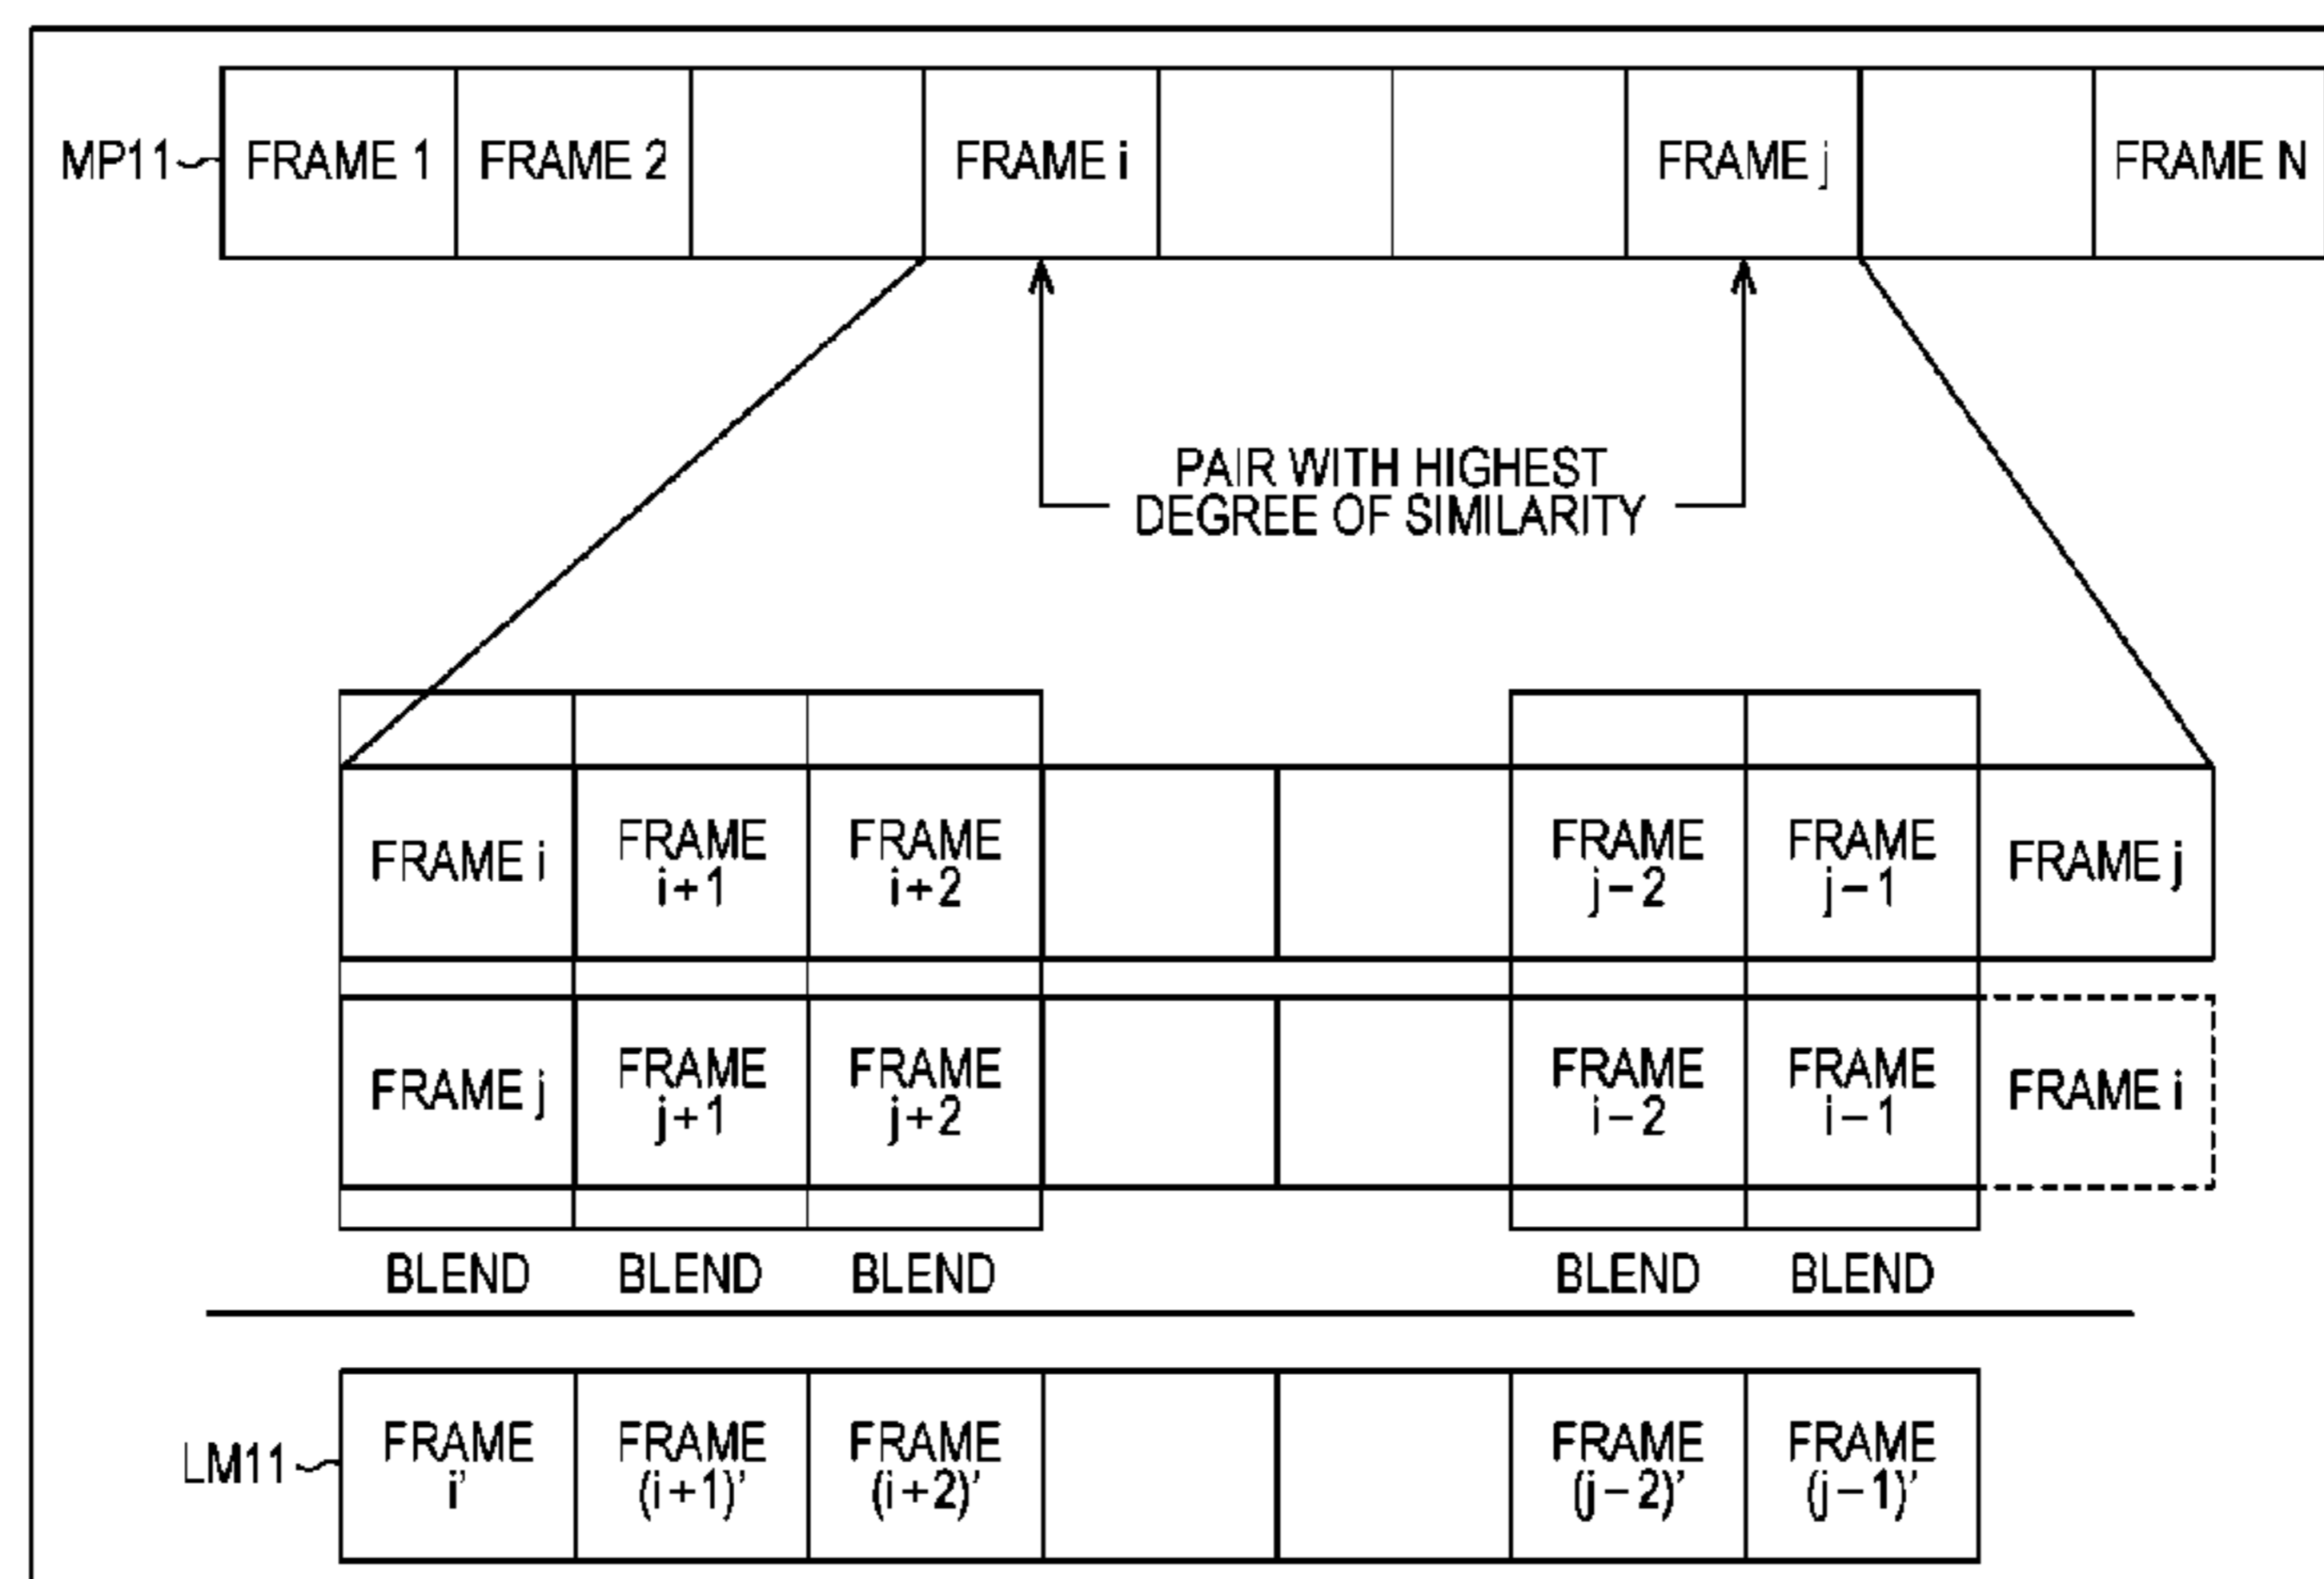 MP11
FRAME 1 FRAME 2 FRAME i FRAME j FRAME N
PAIR WITH HIGHEST
DEGREE OF SIMILARITY
FRAME i
FRAME
i+1
FRAME
i+2
FRAME
j-2
FRAME
j-1
FRAME j
FRAME j
FRAME
j+1
FRAME
j+2
FRAME
i-2
FRAME
i-1
FRAME i
BLEND BLEND BLEND BLEND BLEND
LM11
FRAME
i'
FRAME
(i+1)'
FRAME
(i+2)'
FRAME
(j-2)'
FRAME
(j-1)'